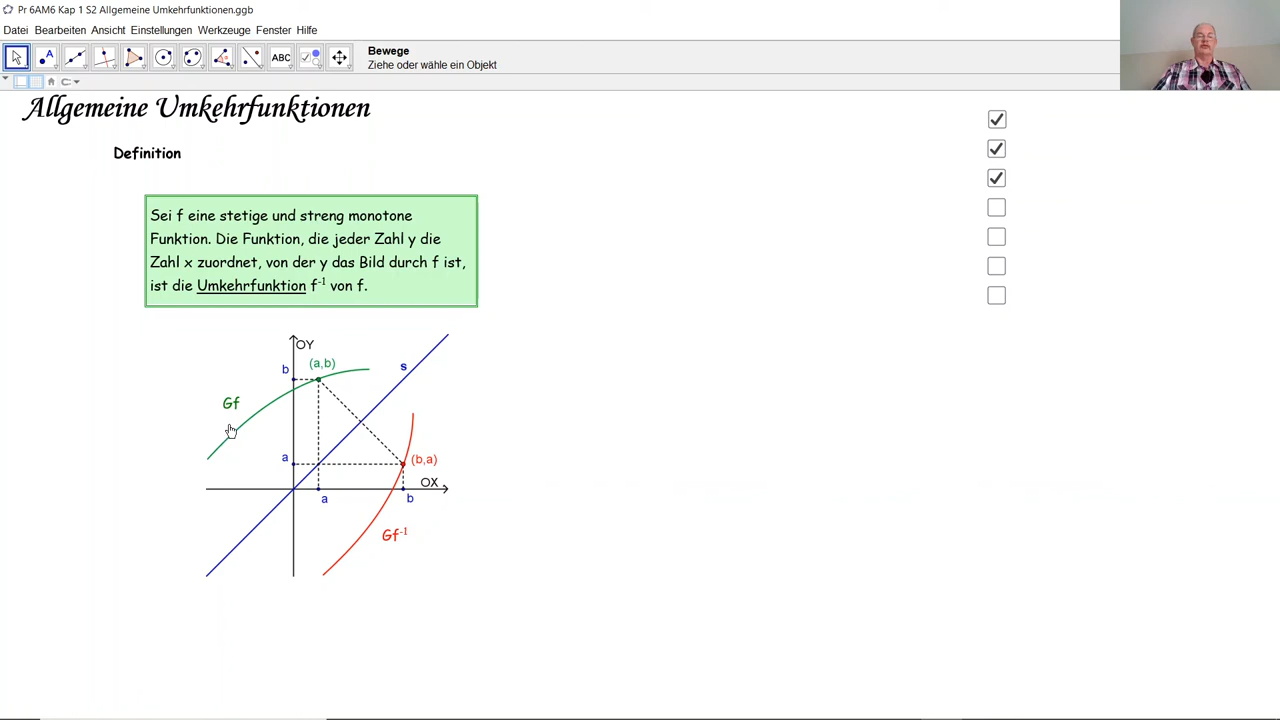 Pr 6AM6 Kap 1 S2 Allgemeine Umkehrfunktionen.ggb
Datei Bearbeiten Ansicht Einstellungen Werkzeuge Fenster Hilfe
A
ABC
Bewege
Ziehe oder wähle ein Objekt
Allgemeine Umkehrfunktionen
Definition
Sei f eine stetige und streng monotone
Funktion. Die Funktion, die jeder Zahl y die
Zahl x zuordnet, von der y das Bild durch f ist,
ist die Umkehrfunktion f⁻¹ von f.
OY
b
(a,b)
s
Gf
a
(b,a)
OX
a
b
Gf⁻¹